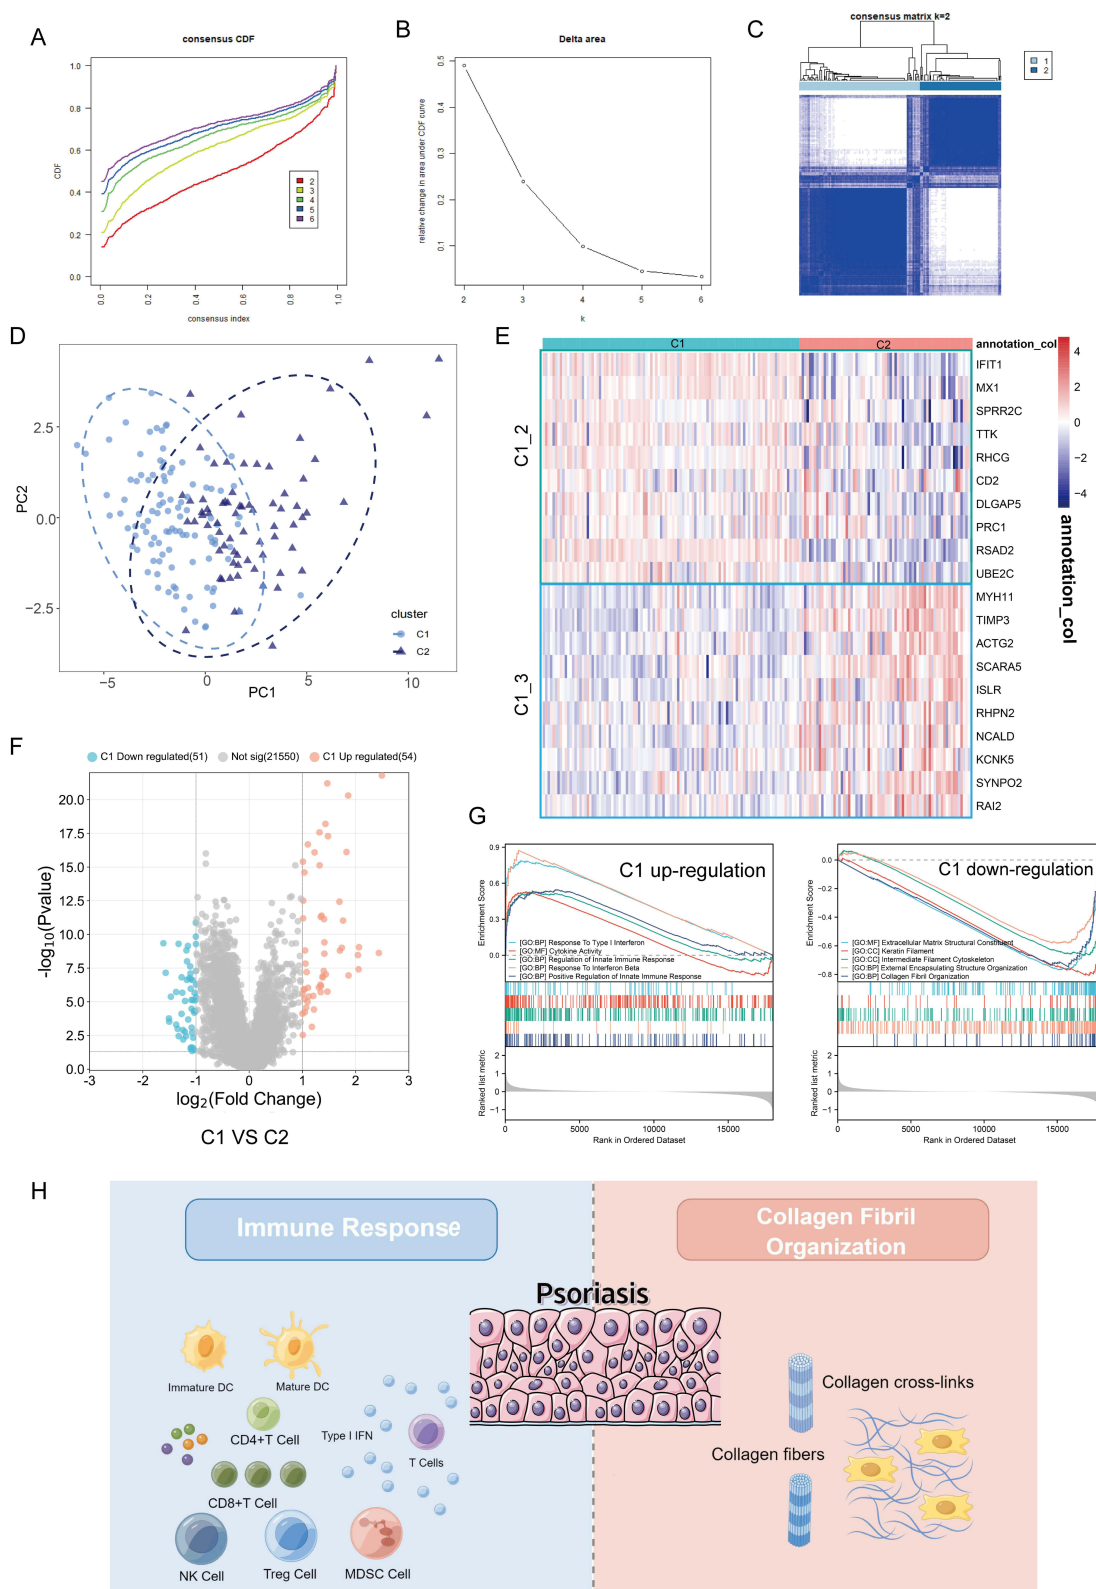 A
consensus CDF
CDF
0.0
0.2
0.4
0.6
0.8
1.0
0.0
0.2
0.4
0.6
0.8
1.0
consensus index
2
3
4
5
6
B
Delta area
relative change in area under CDF curve
0.1
0.2
0.3
0.4
0.5
2
3
4
5
6
k
C
consensus matrix k=2
1
2
D
PC2
2.5
0.0
−2.5
−5
0
5
10
PC1
cluster
C1
C2
E
C1
C2
annotation_col
C1_2
IFIT1
MX1
SPRR2C
TTK
RHCG
CD2
DLGAP5
PRC1
RSAD2
UBE2C
C1_3
MYH11
TIMP3
ACTG2
SCARA5
ISLR
RHPN2
NCALD
KCNK5
SYNPO2
RAI2
4
2
0
−2
−4
annotation_col
F
C1 Down regulated(51)
Not sig(21550)
C1 Up regulated(54)
-log10(Pvalue)
20.0
17.5
15.0
12.5
10.0
7.5
5.0
2.5
0.0
-3
-2
-1
0
1
2
3
log2(Fold Change)
C1 VS C2
G
C1 up-regulation
Enrichment Score
0.9
0.6
0.3
0.0
[GO:BP] Response To Type I Interferon
[GO:MF] Cytokine Activity
[GO:BP] Regulation of Innate Immune Response
[GO:BP] Response To Interferon Beta
[GO:BP] Positive Regulation of Innate Immune Response
Ranked list metric
2
1
0
−1
0
5000
10000
15000
Rank in Ordered Dataset
C1 down-regulation
Enrichment Score
0.0
−0.2
−0.4
−0.6
−0.8
[GO:MF] Extracellular Matrix Structural Constituent
[GO:CC] Keratin Filament
[GO:CC] Intermediate Filament Cytoskeleton
[GO:BP] External Encapsulating Structure Organization
[GO:BP] Collagen Fibril Organization
Ranked list metric
2
1
0
−1
0
5000
10000
15000
Rank in Ordered Dataset
H
Immune Response
Collagen Fibril
Organization
Psoriasis
Immature DC
Mature DC
CD4+T Cell
Type I IFN
T Cells
CD8+T Cell
NK Cell
Treg Cell
MDSC Cell
Collagen cross-links
Collagen fibers